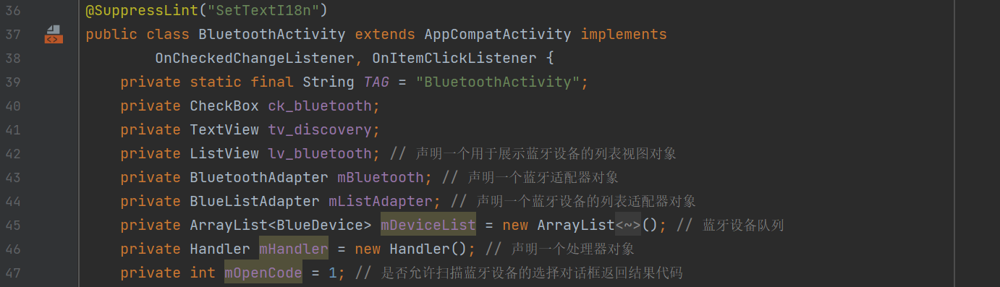 36 @SuppressLint("SetTextI18n")
37 public class BluetoothActivity extends AppCompatActivity implements
38 OnCheckedChangeListener, OnItemClickListener {
39 private static final String TAG = "BluetoothActivity";
40 private CheckBox ck_bluetooth;
41 private TextView tv_discovery;
42 private ListView lv_bluetooth; // 声明一个用于展示蓝牙设备的列表视图对象
43 private BluetoothAdapter mBluetooth; // 声明一个蓝牙适配器对象
44 private BlueListAdapter mListAdapter; // 声明一个蓝牙设备的列表适配器对象
45 private ArrayList<BlueDevice> mDeviceList = new ArrayList<~>(); // 蓝牙设备队列
46 private Handler mHandler = new Handler(); // 声明一个处理器对象
47 private int mOpenCode = 1; // 是否允许扫描蓝牙设备的选择对话框返回结果代码